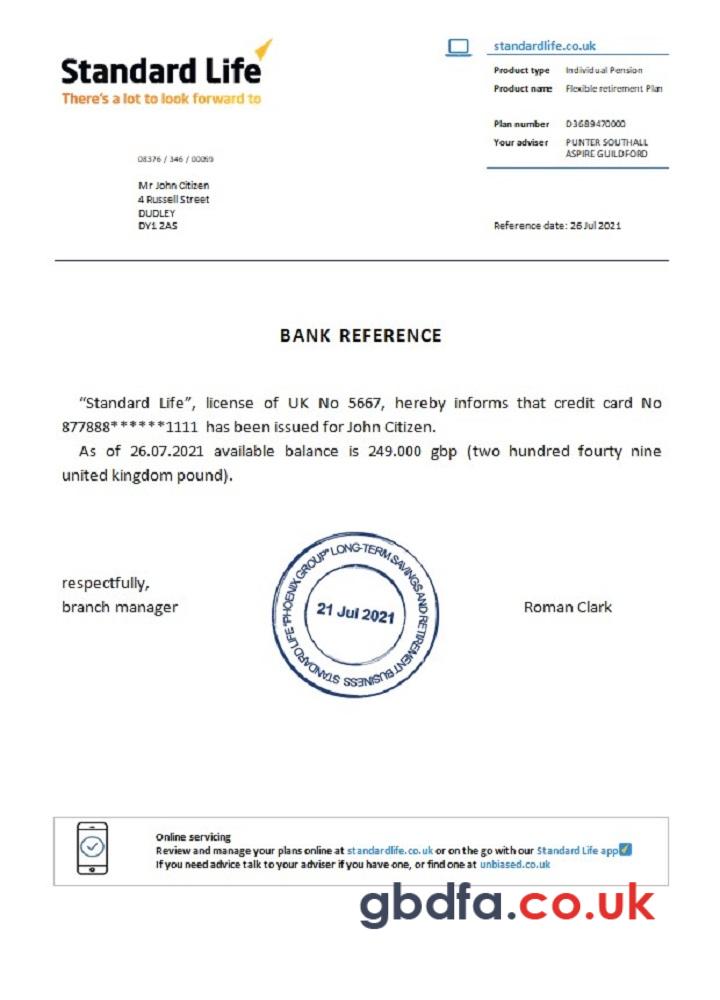 Standard Life
There's a lot to look forward to
standardlife.co.uk
Product type Individual Pension
Product name Flexible retirement Plan
Plan number D3689470000
Your adviser PUNTER SOUTHALL
ASPIRE GUILDFORD
08376 / 346 / 00099
Mr John Citizen
4 Russell Street
DUDLEY
DY1 2AS
Reference date: 26 Jul 2021
BANK REFERENCE
“Standard Life”, license of UK No 5667, hereby informs that credit card No
877888******1111 has been issued for John Citizen.
As of 26.07.2021 available balance is 249.000 gbp (two hundred fourty nine
united kingdom pound).
respectfully,
branch manager
STANDARD LIFE "PHOENIX GROUP" LONG-TERM SAVINGS AND RETIREMENT BUSINESS
21 Jul 2021
Roman Clark
Online servicing
Review and manage your plans online at standardlife.co.uk or on the go with our Standard Life app
If you need advice talk to your adviser if you have one, or find one at unbiased.co.uk
gbdfa.co.uk